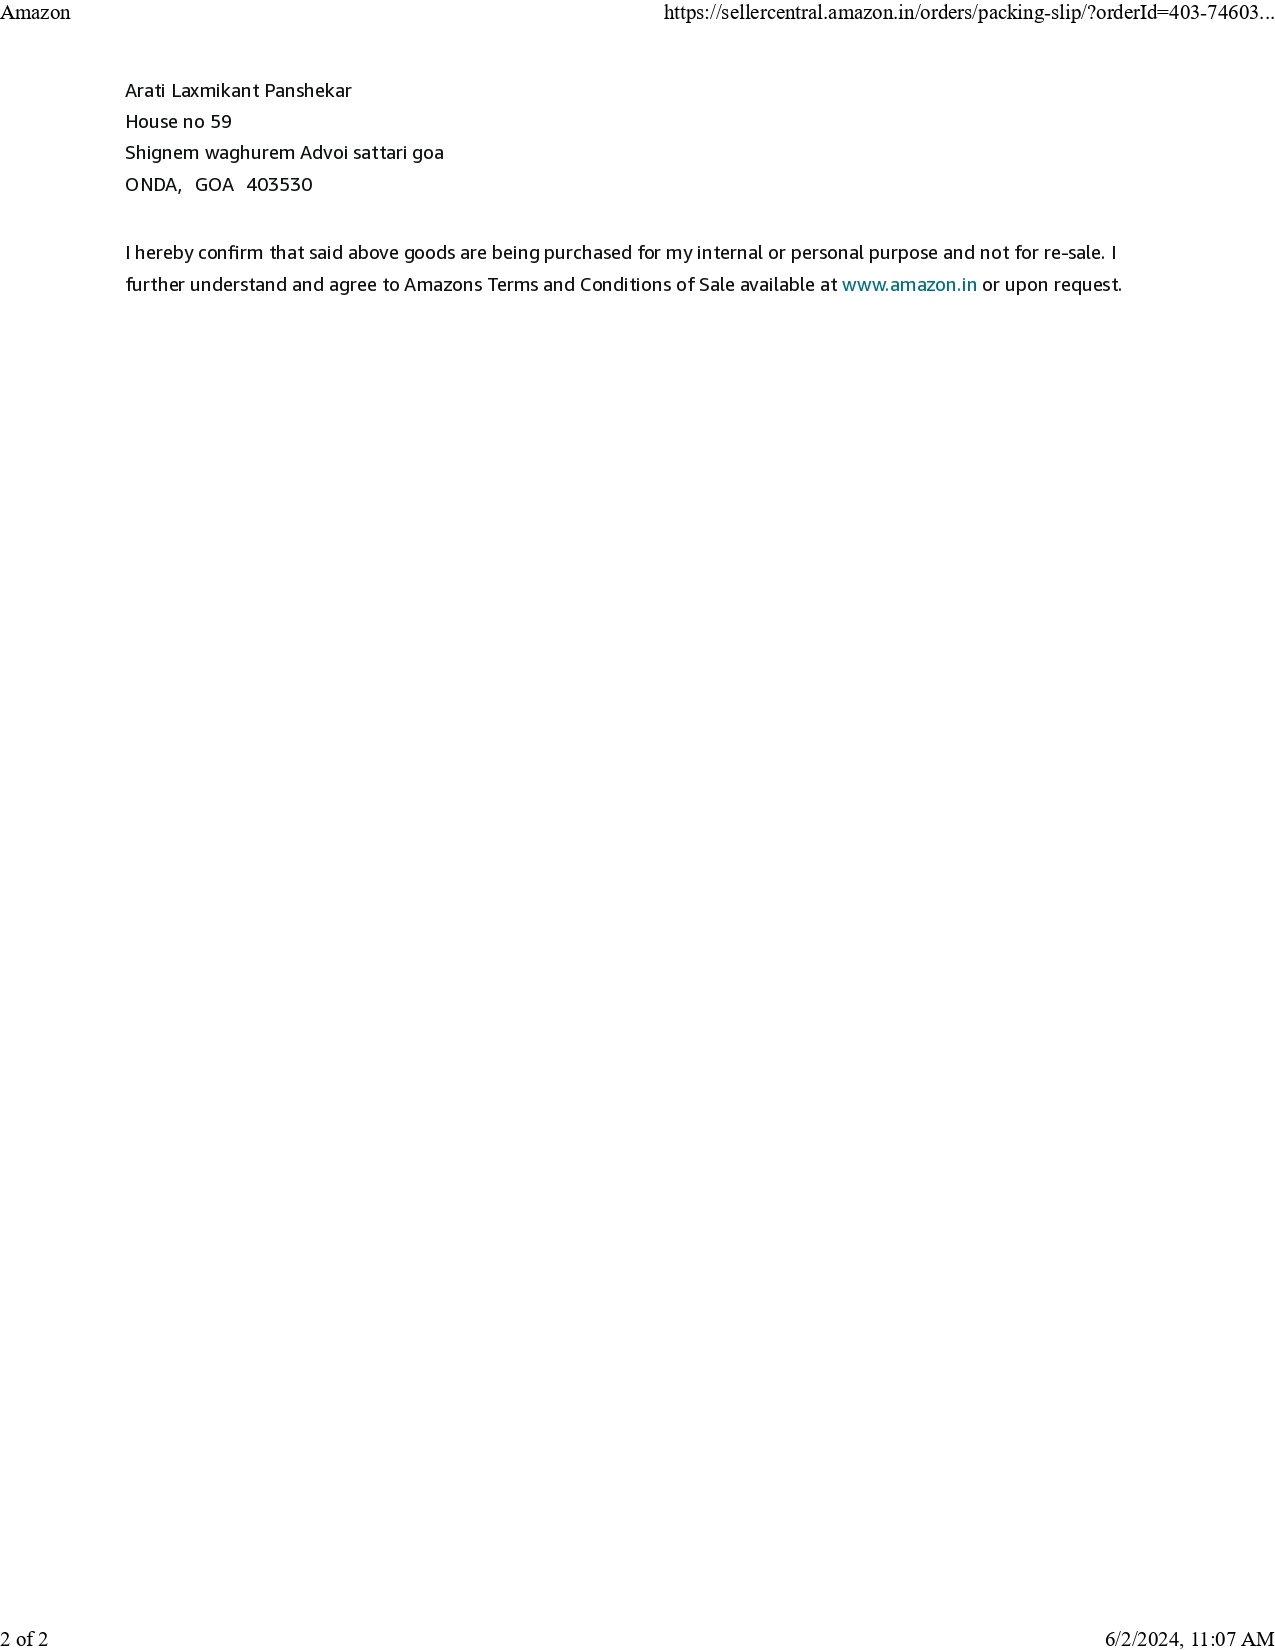 Amazon https://sellercentral.amazon.in/orders/packing-slip/?orderId=403-74603...
Arati Laxmikant Panshekar
House no 59
Shignem waghurem Advoi sattari goa
ONDA, GOA 403530
I hereby confirm that said above goods are being purchased for my internal or personal purpose and not for re-sale. I
further understand and agree to Amazons Terms and Conditions of Sale available at www.amazon.in or upon request.
2 of 2 6/2/2024, 11:07 AM